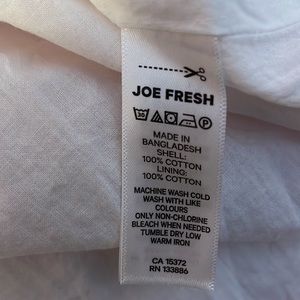 JOE FRESH
30 P
MADE IN
BANGLADESH
SHELL:
100% COTTON
LINING:
100% COTTON
MACHINE WASH COLD
WASH WITH LIKE
COLOURS
ONLY NON-CHLORINE
BLEACH WHEN NEEDED
TUMBLE DRY LOW
WARM IRON
CA 15372
RN 133886